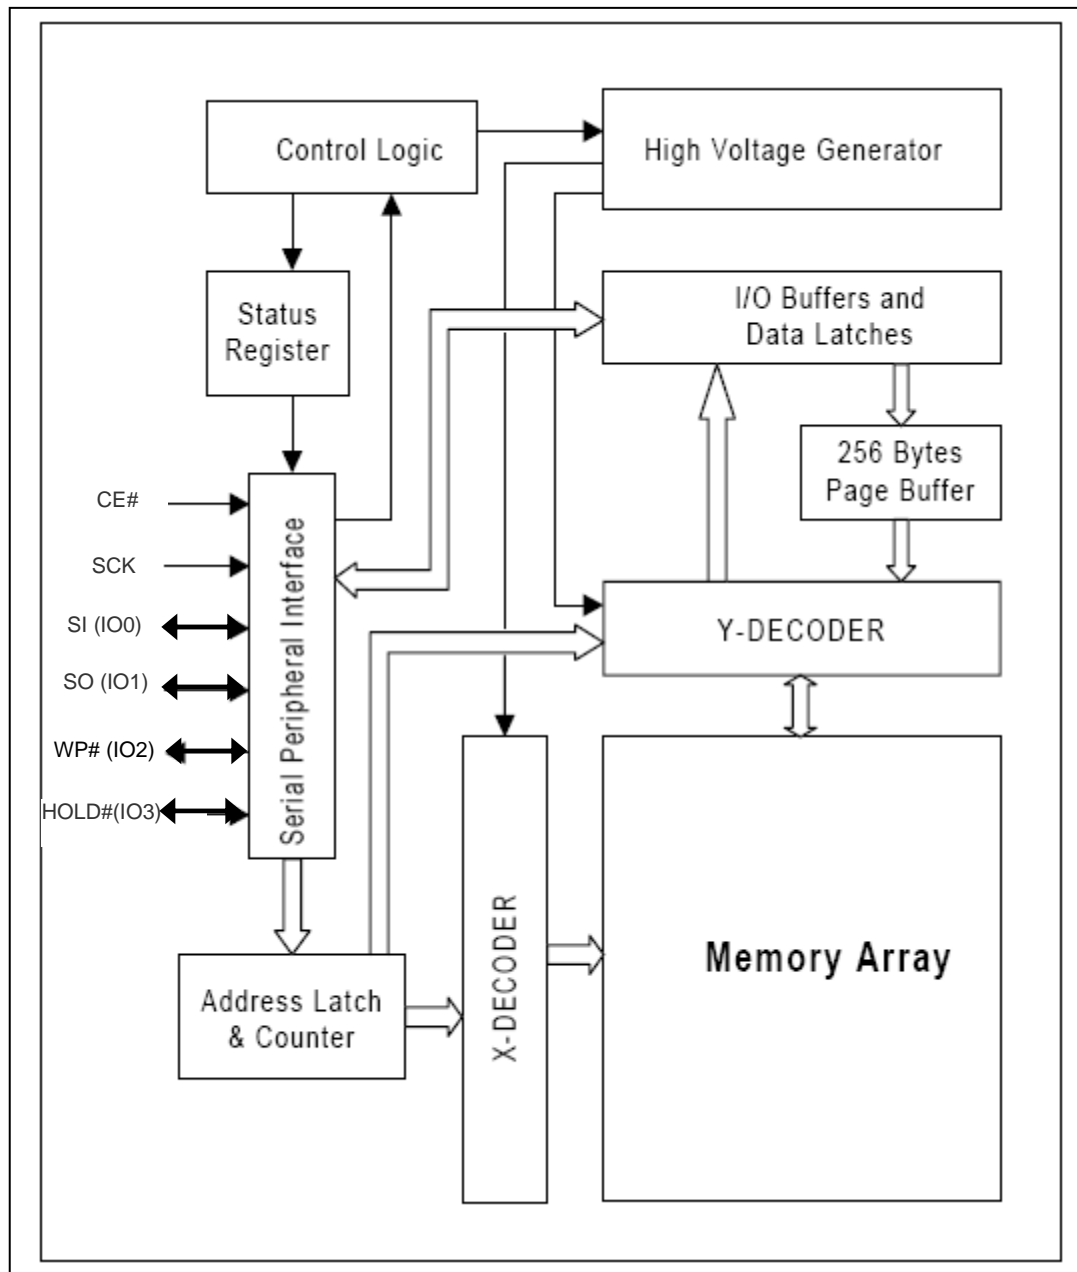 Control Logic
High Voltage Generator
Status
Register
I/O Buffers and
Data Latches
256 Bytes
Page Buffer
CE#
SCK
SI (IO0)
SO (IO1)
WP# (IO2)
HOLD#(IO3)
Serial Peripheral Interface
Y-DECODER
X-DECODER
Memory Array
Address Latch
& Counter